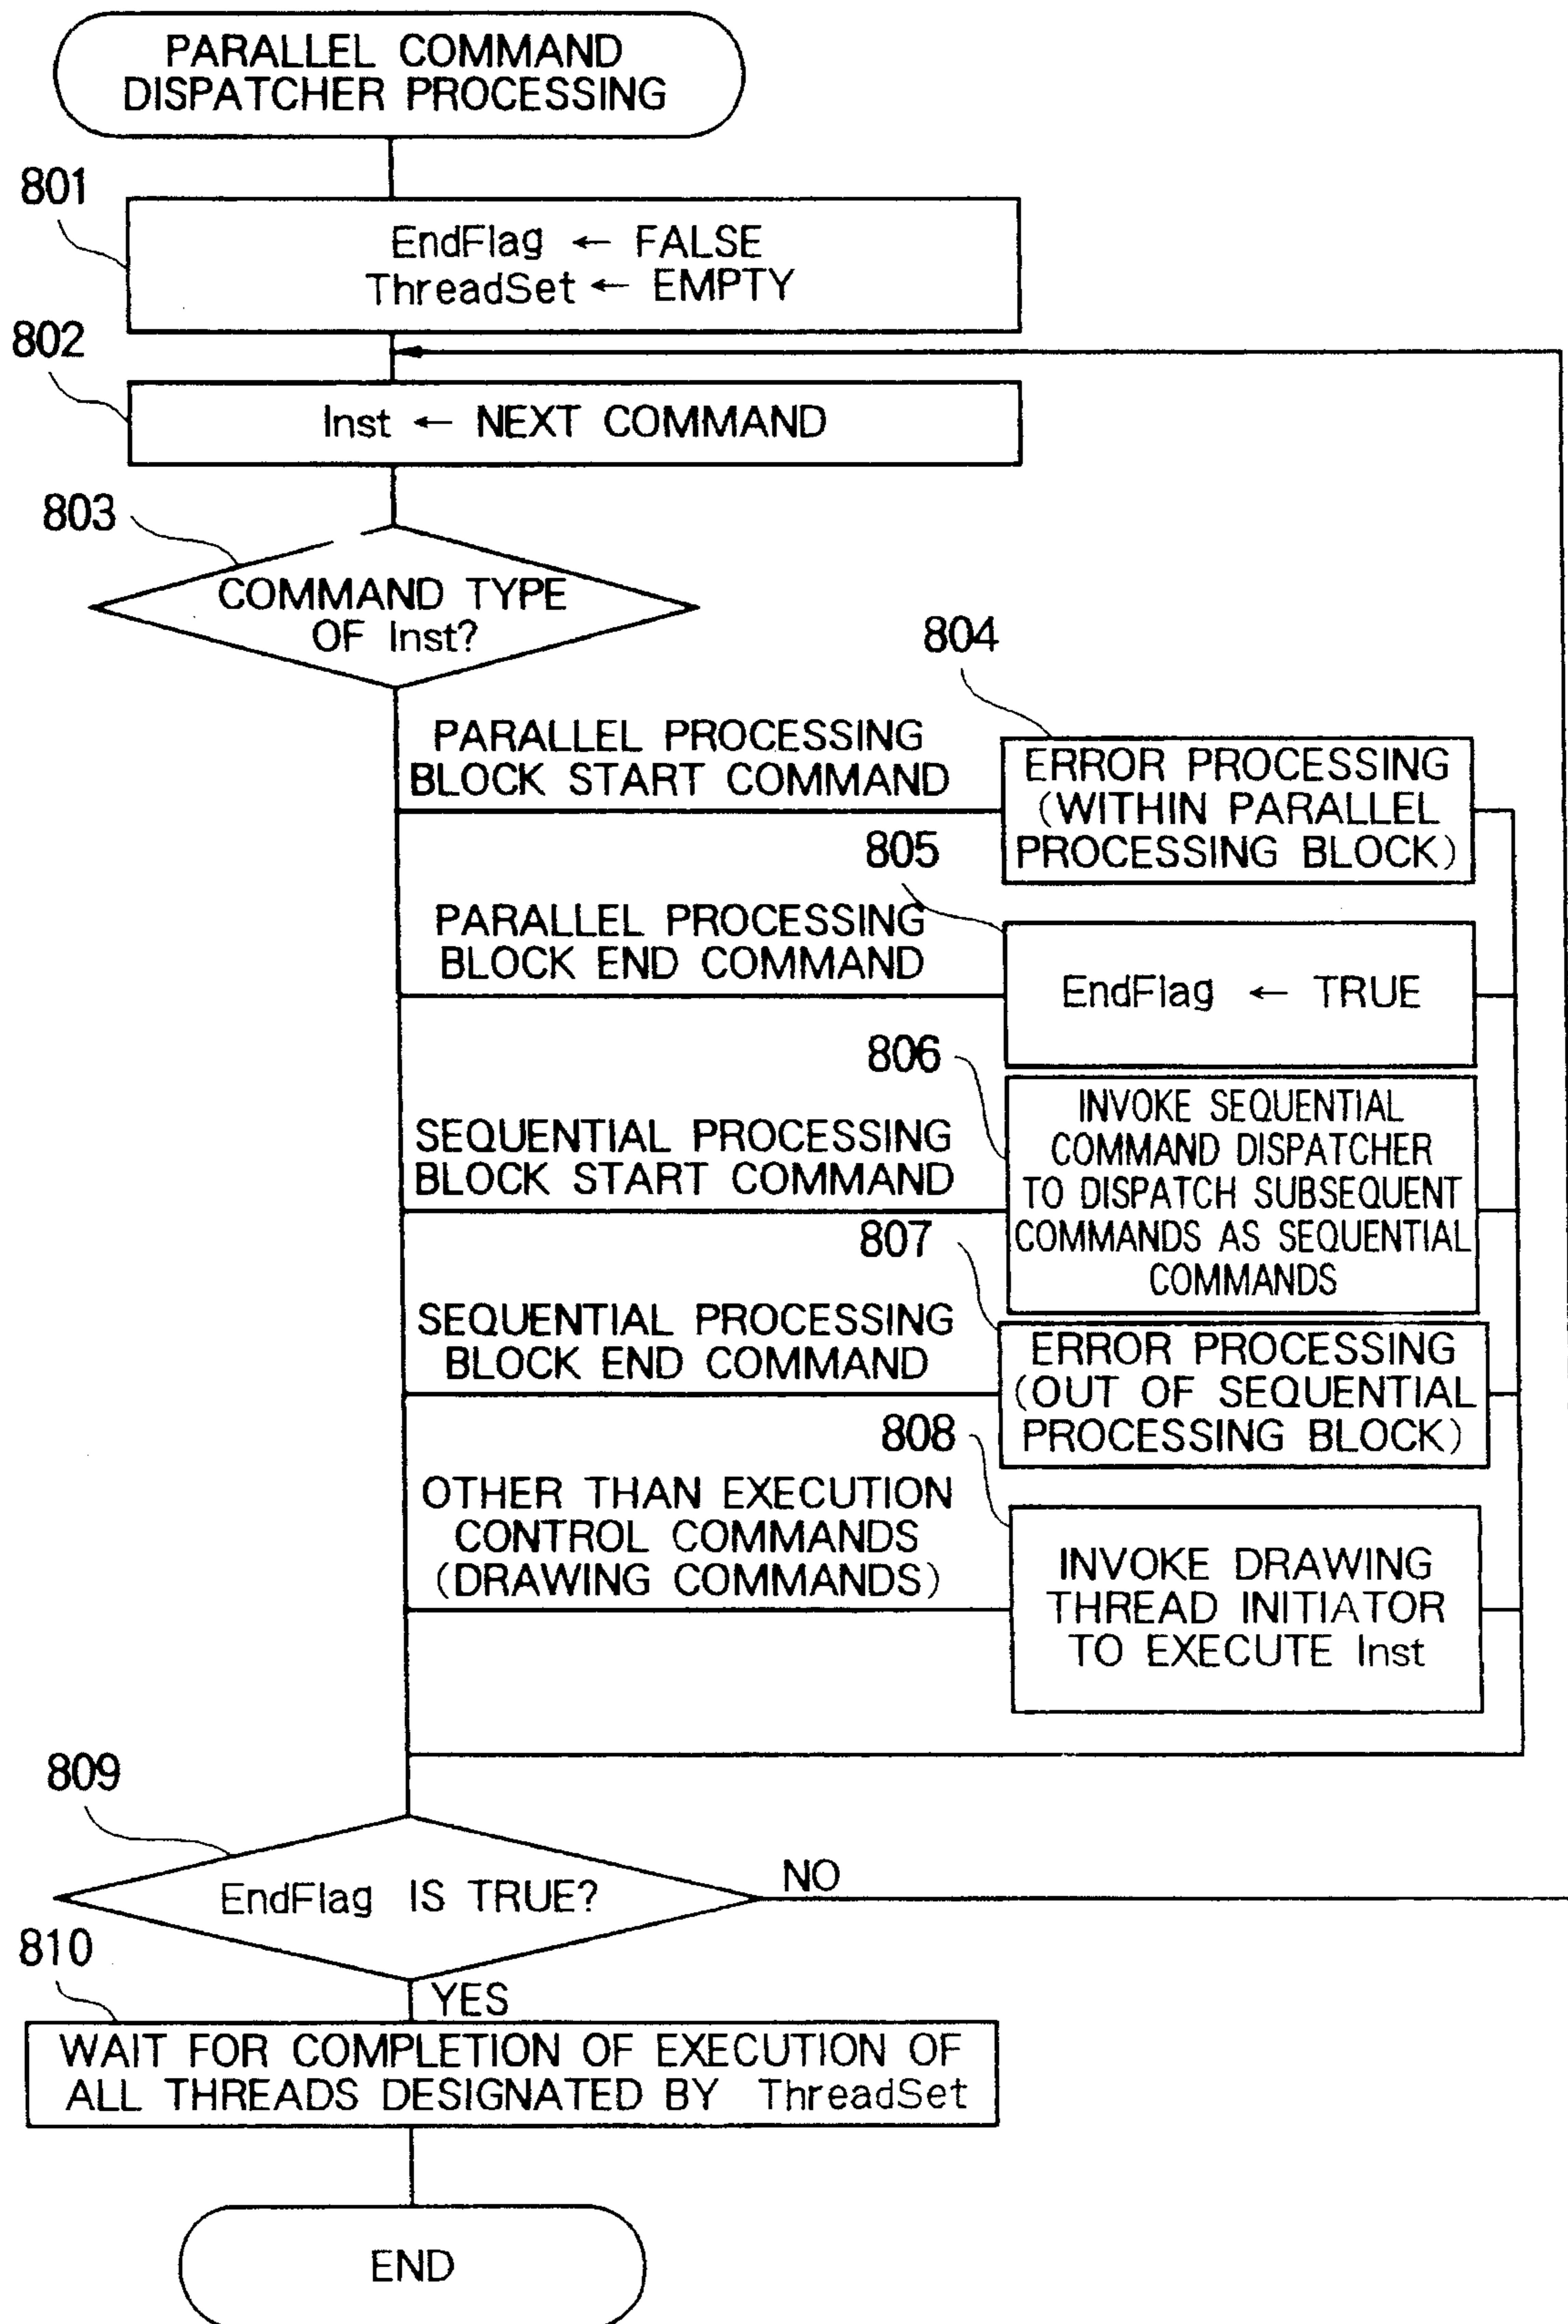 PARALLEL COMMAND
DISPATCHER PROCESSING
801
EndFlag ← FALSE
ThreadSet ← EMPTY
802
Inst ← NEXT COMMAND
803
COMMAND TYPE
OF Inst?
804
PARALLEL PROCESSING
BLOCK START COMMAND
ERROR PROCESSING
(WITHIN PARALLEL
PROCESSING BLOCK)
805
PARALLEL PROCESSING
BLOCK END COMMAND
EndFlag ← TRUE
806
SEQUENTIAL PROCESSING
BLOCK START COMMAND
INVOKE SEQUENTIAL
COMMAND DISPATCHER
TO DISPATCH SUBSEQUENT
COMMANDS AS SEQUENTIAL
COMMANDS
807
SEQUENTIAL PROCESSING
BLOCK END COMMAND
ERROR PROCESSING
(OUT OF SEQUENTIAL
PROCESSING BLOCK)
808
OTHER THAN EXECUTION
CONTROL COMMANDS
(DRAWING COMMANDS)
INVOKE DRAWING
THREAD INITIATOR
TO EXECUTE Inst
809
EndFlag IS TRUE?
NO
810
YES
WAIT FOR COMPLETION OF EXECUTION OF
ALL THREADS DESIGNATED BY ThreadSet
END